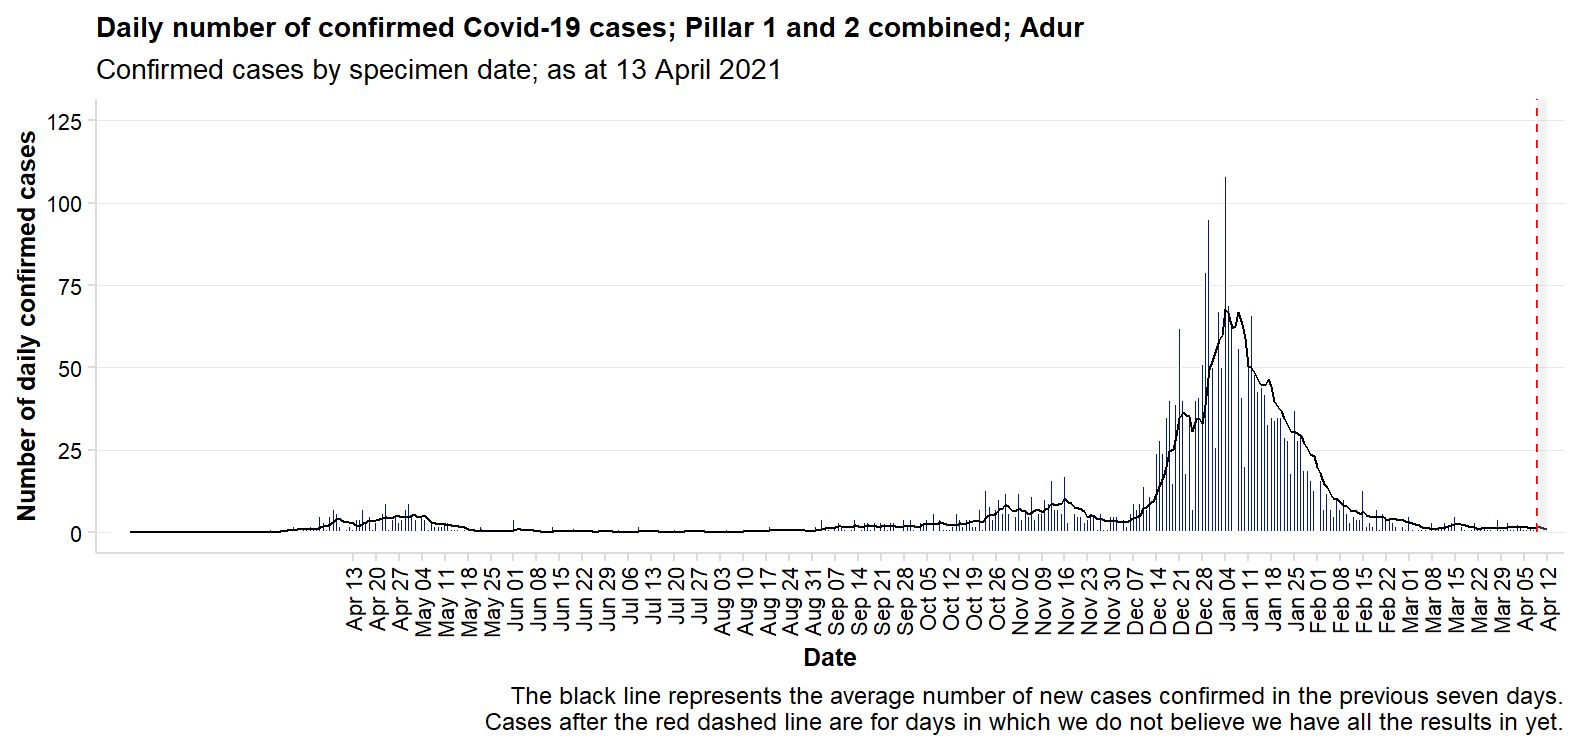 Daily number of confirmed Covid-19 cases; Pillar 1 and 2 combined; Adur
Confirmed cases by specimen date; as at 13 April 2021
Number of daily confirmed cases
125
100
75
50
25
0
Apr 13
Apr 20
Apr 27
May 04
May 11
May 18
May 25
Jun 01
Jun 08
Jun 15
Jun 22
Jun 29
Jul 06
Jul 13
Jul 20
Jul 27
Aug 03
Aug 10
Aug 17
Aug 24
Aug 31
Sep 07
Sep 14
Sep 21
Sep 28
Oct 05
Oct 12
Oct 19
Oct 26
Nov 02
Nov 09
Nov 16
Nov 23
Nov 30
Dec 07
Dec 14
Dec 21
Dec 28
Jan 04
Jan 11
Jan 18
Jan 25
Feb 01
Feb 08
Feb 15
Feb 22
Mar 01
Mar 08
Mar 15
Mar 22
Mar 29
Apr 05
Apr 12
Date
The black line represents the average number of new cases confirmed in the previous seven days.
Cases after the red dashed line are for days in which we do not believe we have all the results in yet.